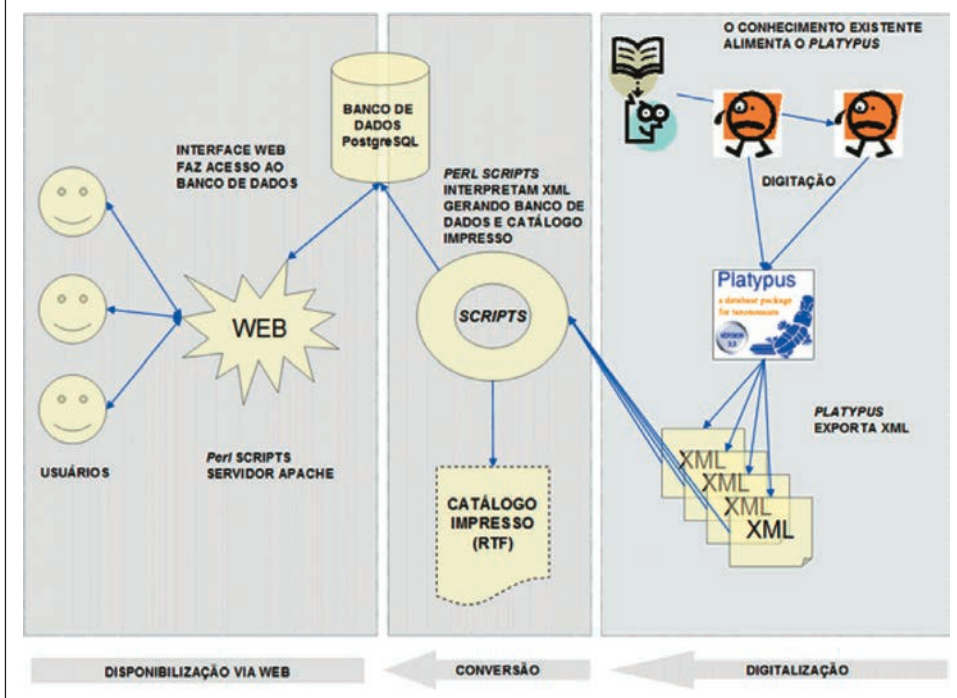 O CONHECIMENTO EXISTENTE
ALIMENTA O PLATYPUS
BANCO DE
DADOS
PostgreSQL
INTERFACE WEB
FAZ ACESSO AO
BANCO DE DADOS
PERL SCRIPTS
INTERPRETAM XML
GERANDO BANCO DE
DADOS E CATÁLOGO
IMPRESSO
DIGITAÇÃO
Platypus
a database package
for taxonomists
VERSION
WEB
SCRIPTS
PLATYPUS
EXPORTA XML
USUÁRIOS
Perl SCRIPTS
SERVIDOR APACHE
XML
XML
XML
XML
CATÁLOGO
IMPRESSO
(RTF)
DISPONIBILIZAÇÃO VIA WEB
CONVERSÃO
DIGITALIZAÇÃO